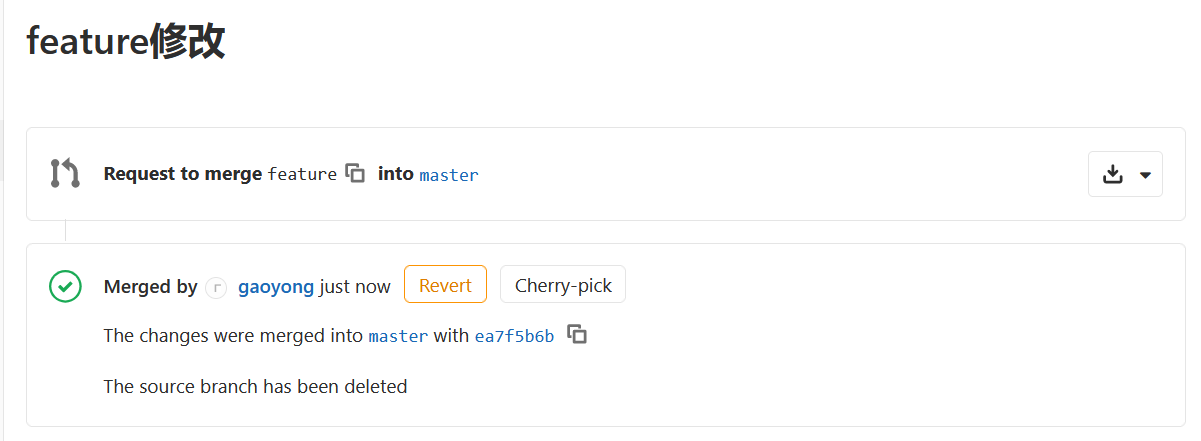 feature修改
Request to merge feature into master
Merged by r gaoyong just now Revert Cherry-pick
The changes were merged into master with ea7f5b6b
The source branch has been deleted